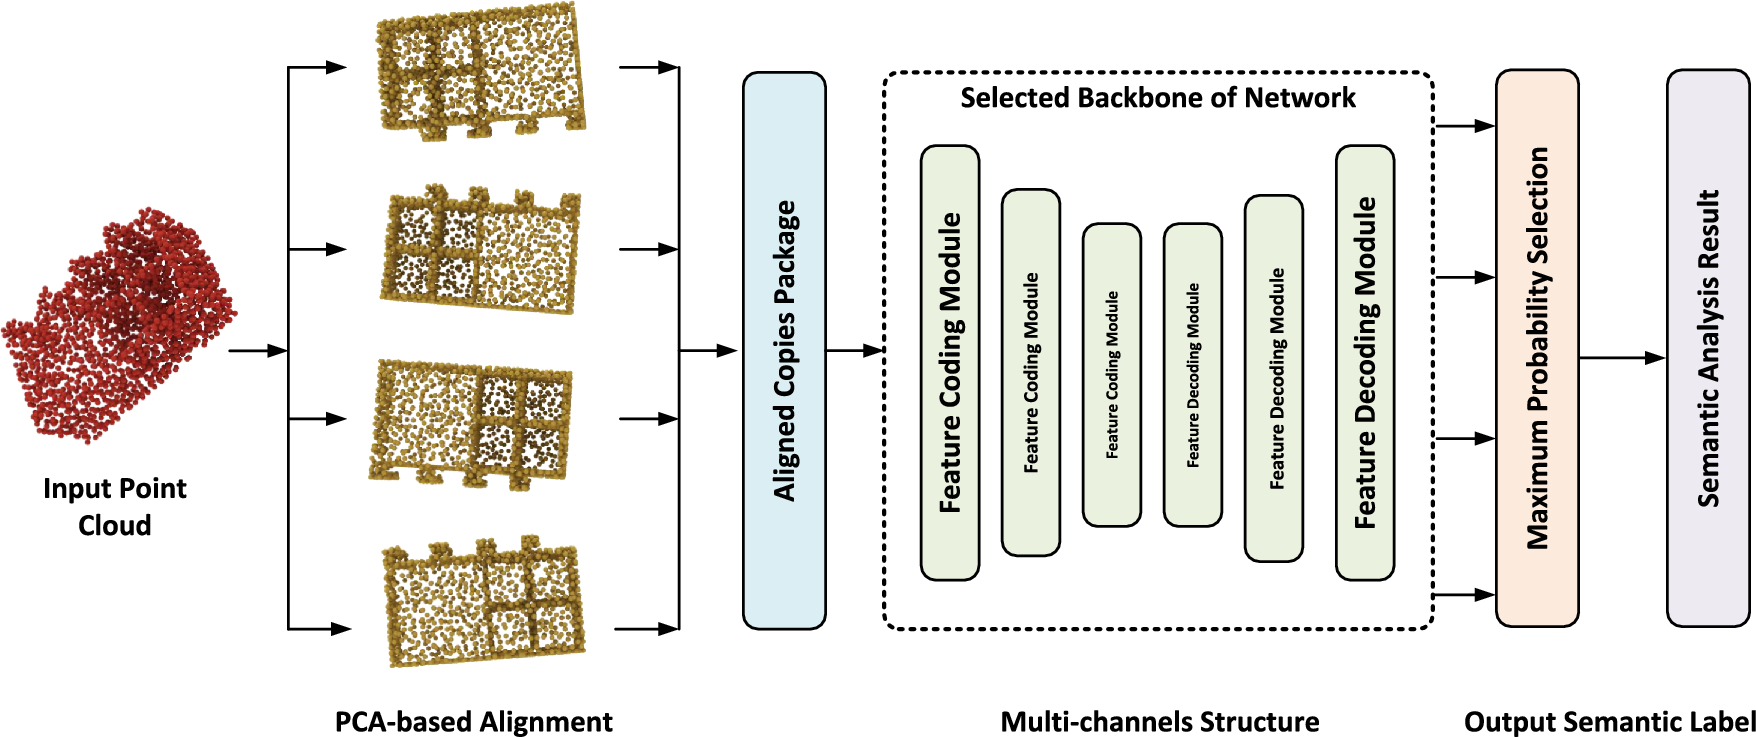 Input Point
Cloud
PCA-based Alignment
Aligned Copies Package
Selected Backbone of Network
Feature Coding Module
Feature Coding Module
Feature Coding Module
Feature Decoding Module
Feature Decoding Module
Feature Decoding Module
Multi-channels Structure
Maximum Probability Selection
Semantic Analysis Result
Output Semantic Label